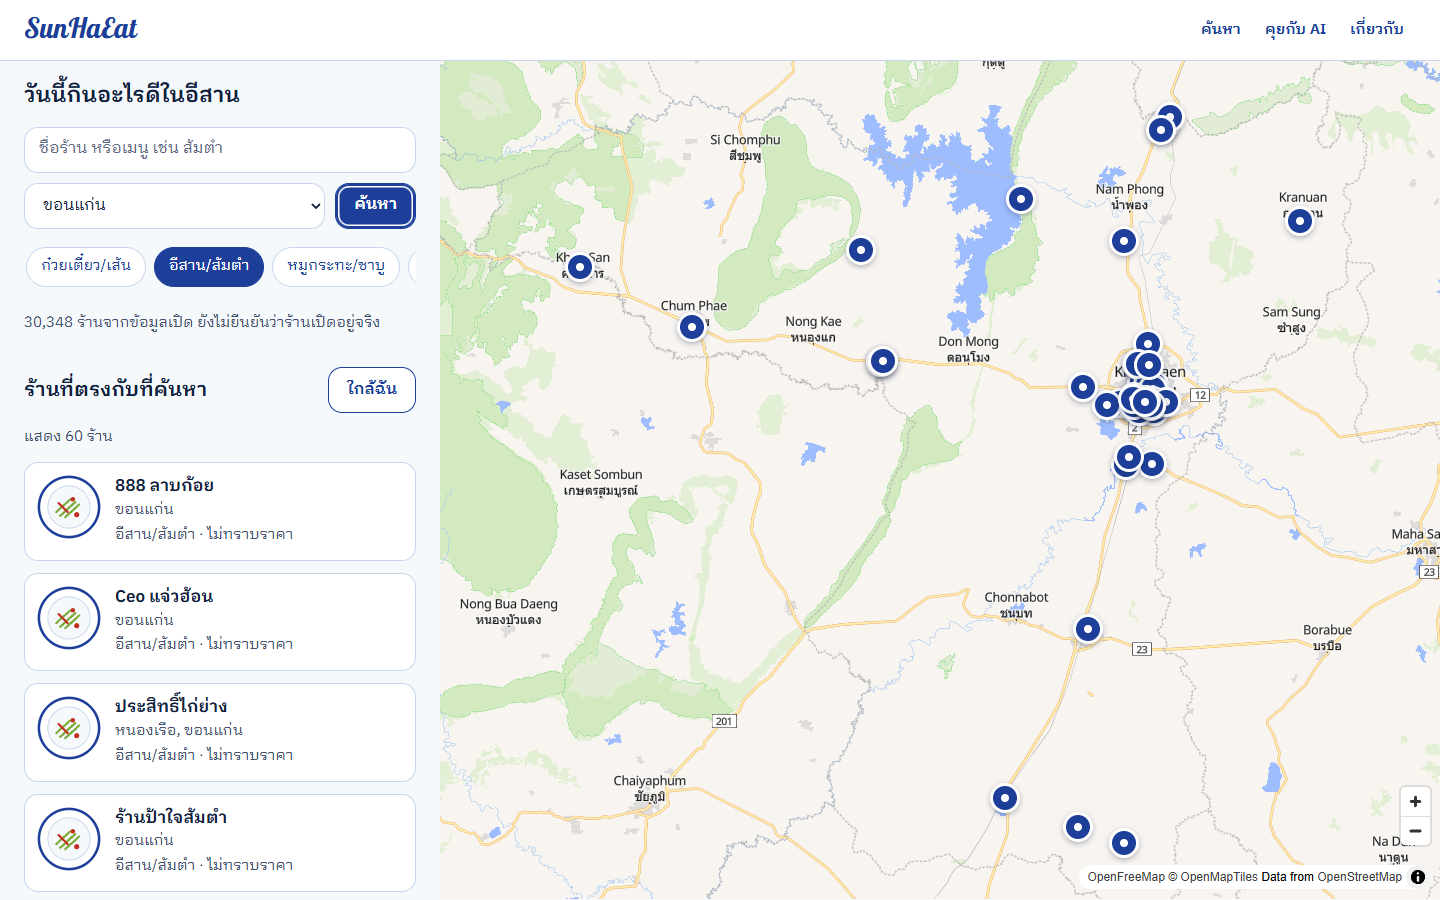 SunHaEat
ค้นหา
คุยกับ AI
เกี่ยวกับ
วันนี้กินอะไรดีในอีสาน
ชื่อร้าน หรือเมนู เช่น ส้มตำ
ขอนแก่น
ค้นหา
ก๋วยเตี๋ยว/เส้น
อีสาน/ส้มตำ
หมูกระทะ/ชาบู
30,348 ร้านจากข้อมูลเปิด ยังไม่ยืนยันว่าร้านเปิดอยู่จริง
ร้านที่ตรงกับที่ค้นหา
ใกล้ฉัน
แสดง 60 ร้าน
888 ลาบก้อย
ขอนแก่น
อีสาน/ส้มตำ · ไม่ทราบราคา
Ceo แจ่วฮ้อน
ขอนแก่น
อีสาน/ส้มตำ · ไม่ทราบราคา
ประสิทธิ์ไก่ย่าง
หนองเรือ, ขอนแก่น
อีสาน/ส้มตำ · ไม่ทราบราคา
ร้านป้าใจส้มตำ
ขอนแก่น
อีสาน/ส้มตำ · ไม่ทราบราคา
Si Chomphu
สีชมพู
Nam Phong
น้ำพอง
Kranuan
Chum Phae
Nong Kae
หนองแก
Don Mong
ดอนโมง
Sam Sung
ซำสูง
12
2
Kaset Sombun
เกษตรสมบูรณ์
Nong Bua Daeng
หนองบัวแดง
Chonnabot
ชนบท
23
23
Borabue
บรบือ
201
Chaiyaphum
ชัยภูมิ
นาดูน
+
−
OpenFreeMap © OpenMapTiles Data from OpenStreetMap